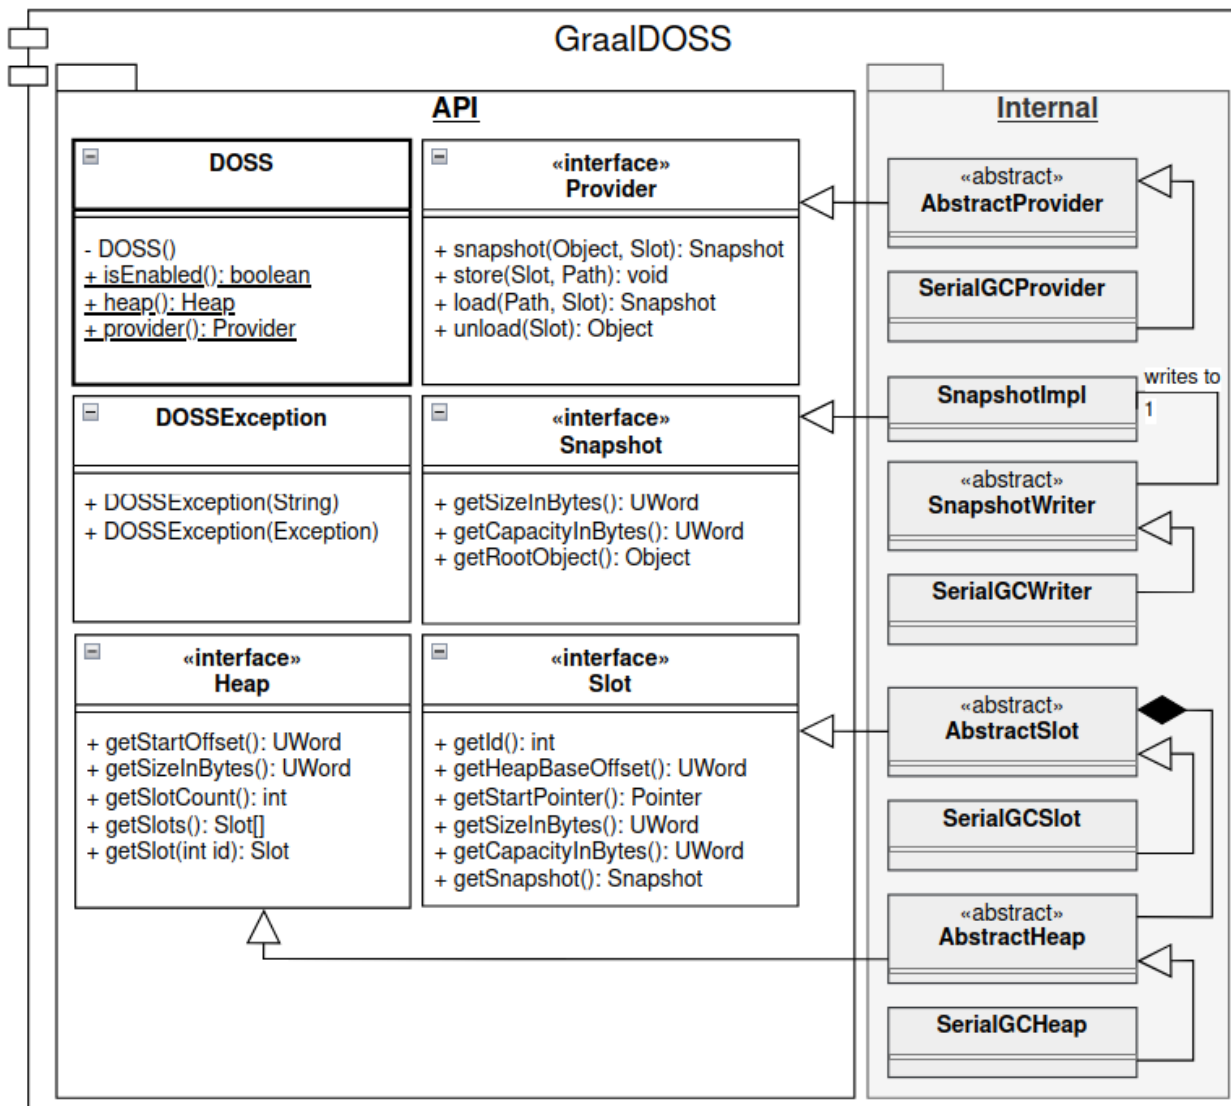 GraalDOSS
API
DOSS
- DOSS()
+ isEnabled(): boolean
+ heap(): Heap
+ provider(): Provider
«interface»
Provider
+ snapshot(Object, Slot): Snapshot
+ store(Slot, Path): void
+ load(Path, Slot): Snapshot
+ unload(Slot): Object
DOSSException
+ DOSSException(String)
+ DOSSException(Exception)
«interface»
Snapshot
+ getSizeInBytes(): UWord
+ getCapacityInBytes(): UWord
+ getRootObject(): Object
«interface»
Heap
+ getStartOffset(): UWord
+ getSizeInBytes(): UWord
+ getSlotCount(): int
+ getSlots(): Slot[]
+ getSlot(int id): Slot
«interface»
Slot
+ getId(): int
+ getHeapBaseOffset(): UWord
+ getStartPointer(): Pointer
+ getSizeInBytes(): UWord
+ getCapacityInBytes(): UWord
+ getSnapshot(): Snapshot
Internal
«abstract»
AbstractProvider
SerialGCProvider
SnapshotImpl
writes to
1
«abstract»
SnapshotWriter
SerialGCWriter
«abstract»
AbstractSlot
SerialGCSlot
«abstract»
AbstractHeap
SerialGCHeap